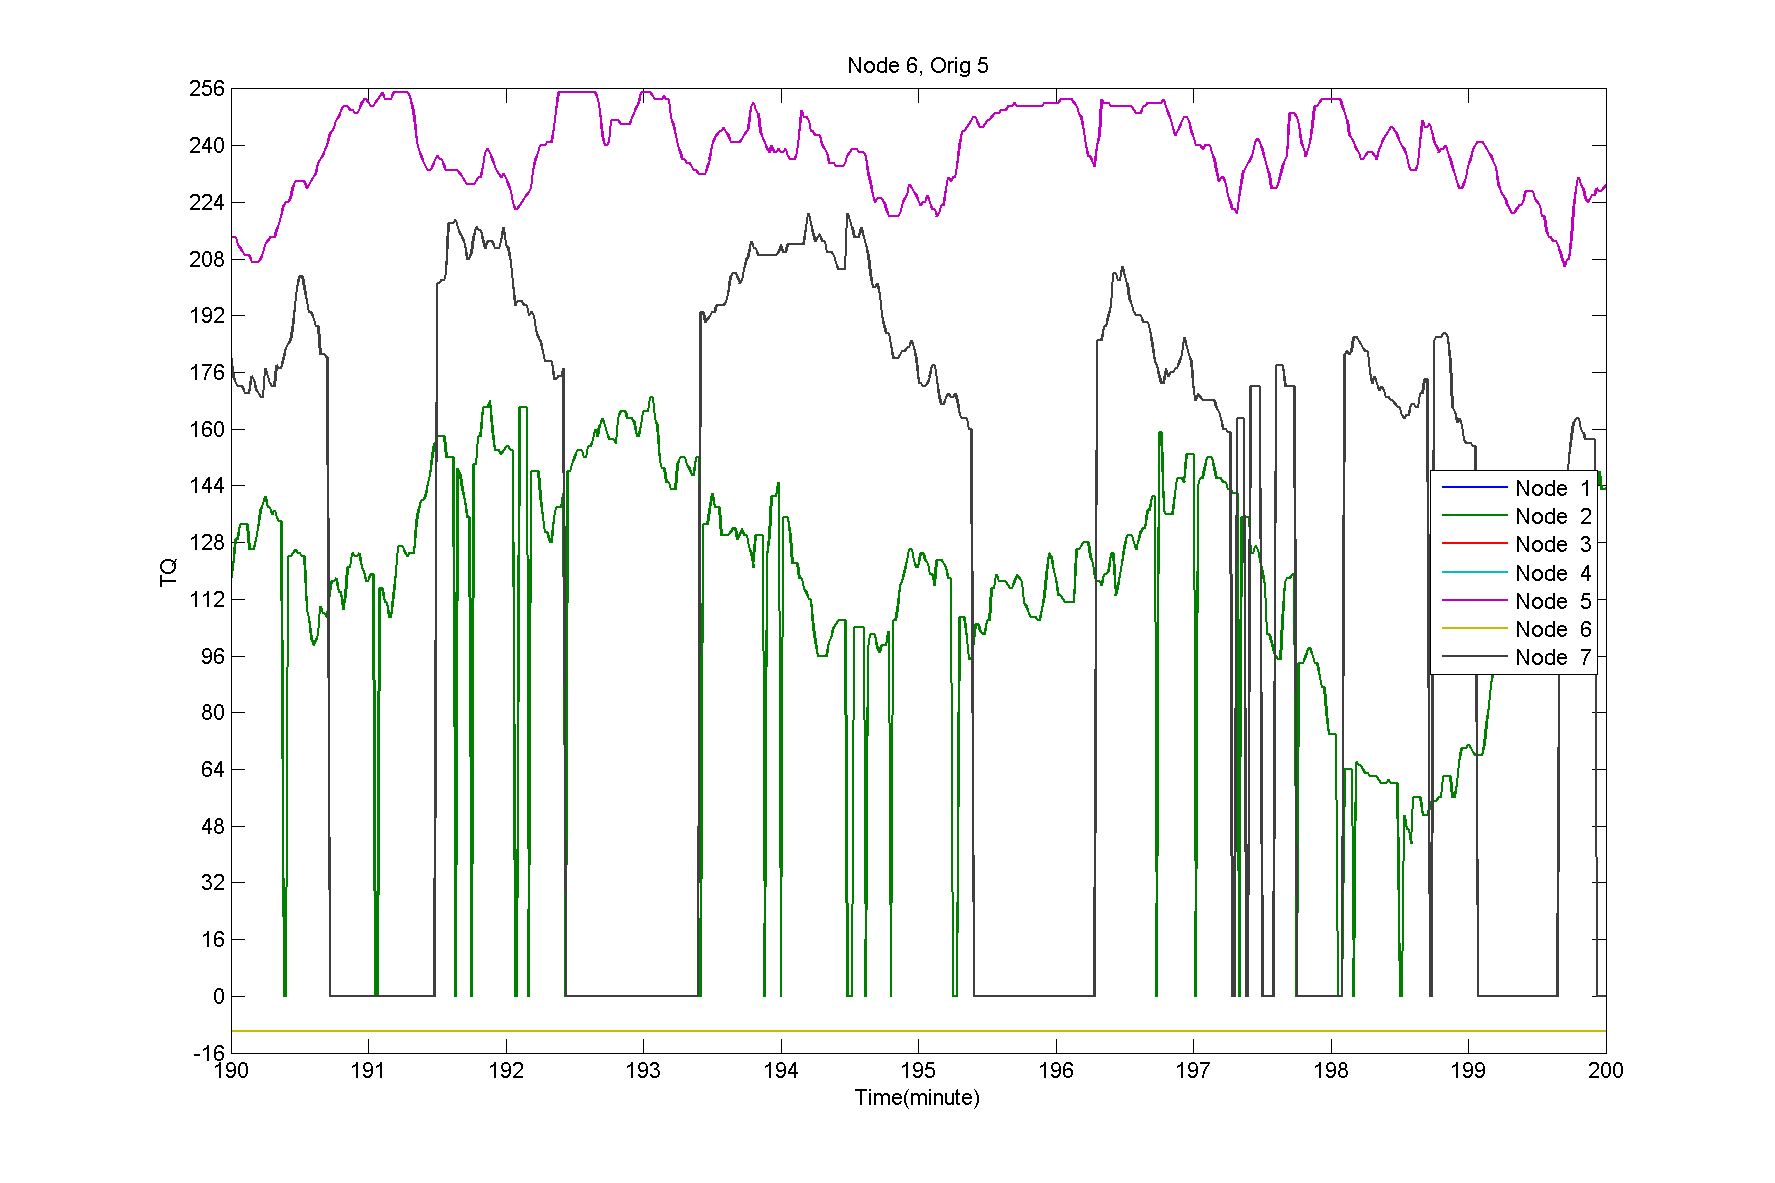 Node 6, Orig 5
256
240
224
208
192
176
160
144
128
112
96
80
64
48
32
16
0
-16
TQ
190 191 192 193 194 195 196 197 198 199 200
Time(minute)
Node 1
Node 2
Node 3
Node 4
Node 5
Node 6
Node 7